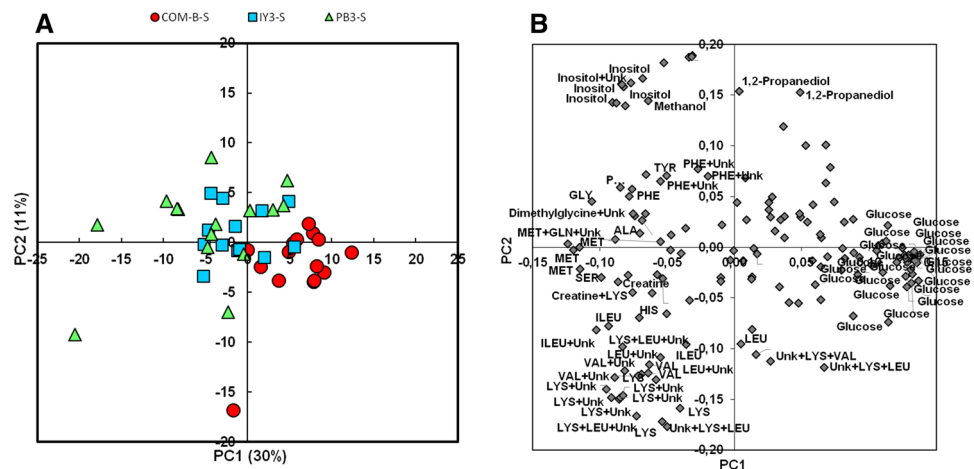 A
COM-B-S IY3-S PB3-S
20
15
10
5
0
-25 -20 -15 -10 -5 0 5 10 15 20 25
-5
-10
-15
-20
PC2 (11%)
PC1 (30%)
B
0,20
Inositol
Inositol+Unk
Inositol
Inositol
Inositol
Methanol
0,15
1,2-Propanediol
1,2-Propanediol
0,10
TYR
PHE+Unk
P...
PHE+Unk
PHE+Unk
GLY
PHE
0,05
Dimethylglycine+Unk
MET+GLN+Unk
ALA
Glucose
Glucose
Glucose
MET
Glucose
-0,15 -0,10 -0,05 0,00 0,00 0,05 0,10 0,15
MET
Glucose
Glucose
Glucose
Glucose
MET
SER
Creatine
Glucose
Glucose
Glucose
Creatine+LYS
-0,05
Glucose
Glucose
HIS
Glucose
ILEU
Glucose
ILEU+Unk
LYS+LEU+Unk
LEU
LEU+Unk
ILEU
-0,10
Unk+LYS+VAL
VAL+Unk
VAL
LEU+Unk
Unk+LYS+LEU
VAL+Unk
LYS
VAL
LYS+Unk
LYS+Unk
LYS+Unk
LYS+Unk
-0,15
LYS+Unk
LYS
LYS+LEU+Unk
LYS
Unk+LYS+LEU
-0,20
PC2
PC1